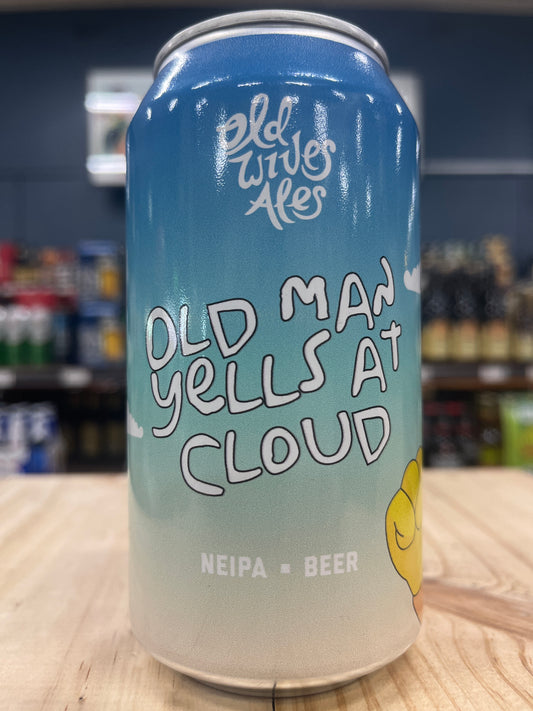 Old
Wives
Ales
OLD MAN
YELLS AT
CLOUD
NEIPA ▪ BEER